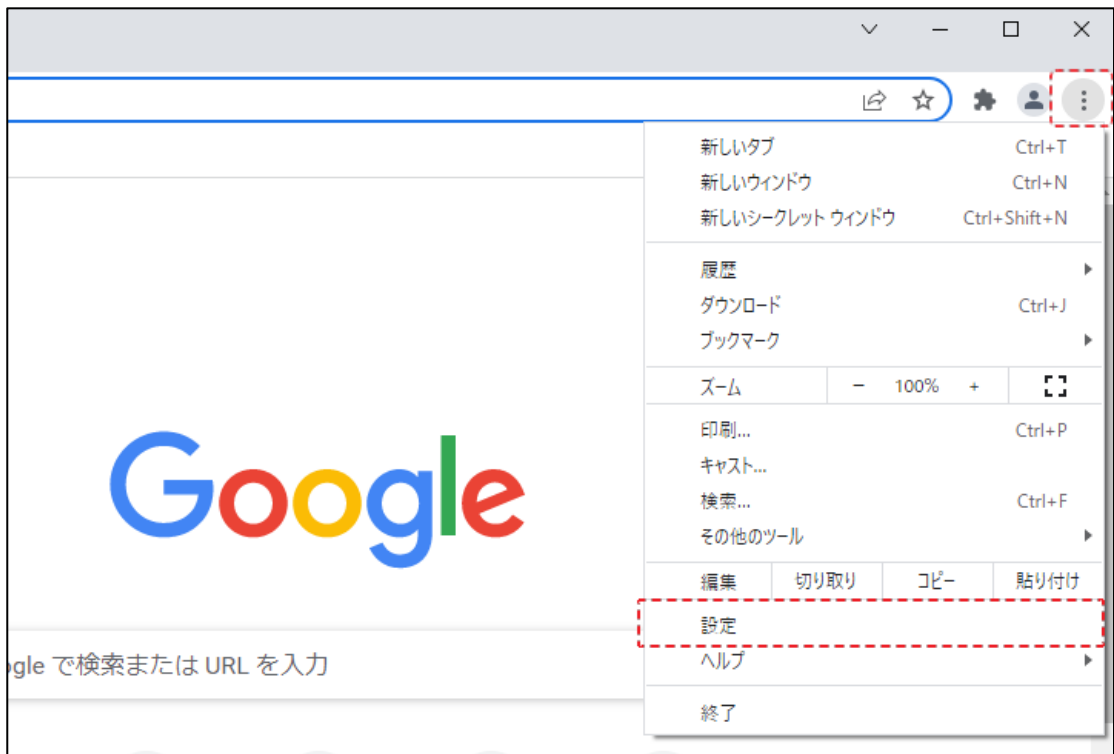 新しいタブ Ctrl+T
新しいウィンドウ Ctrl+N
新しいシークレット ウィンドウ Ctrl+Shift+N
履歴
ダウンロード Ctrl+J
ブックマーク
ズーム − 100% +
印刷... Ctrl+P
キャスト...
検索... Ctrl+F
その他のツール
編集 切り取り コピー 貼り付け
設定
ヘルプ
終了
Google
で検索または URL を入力